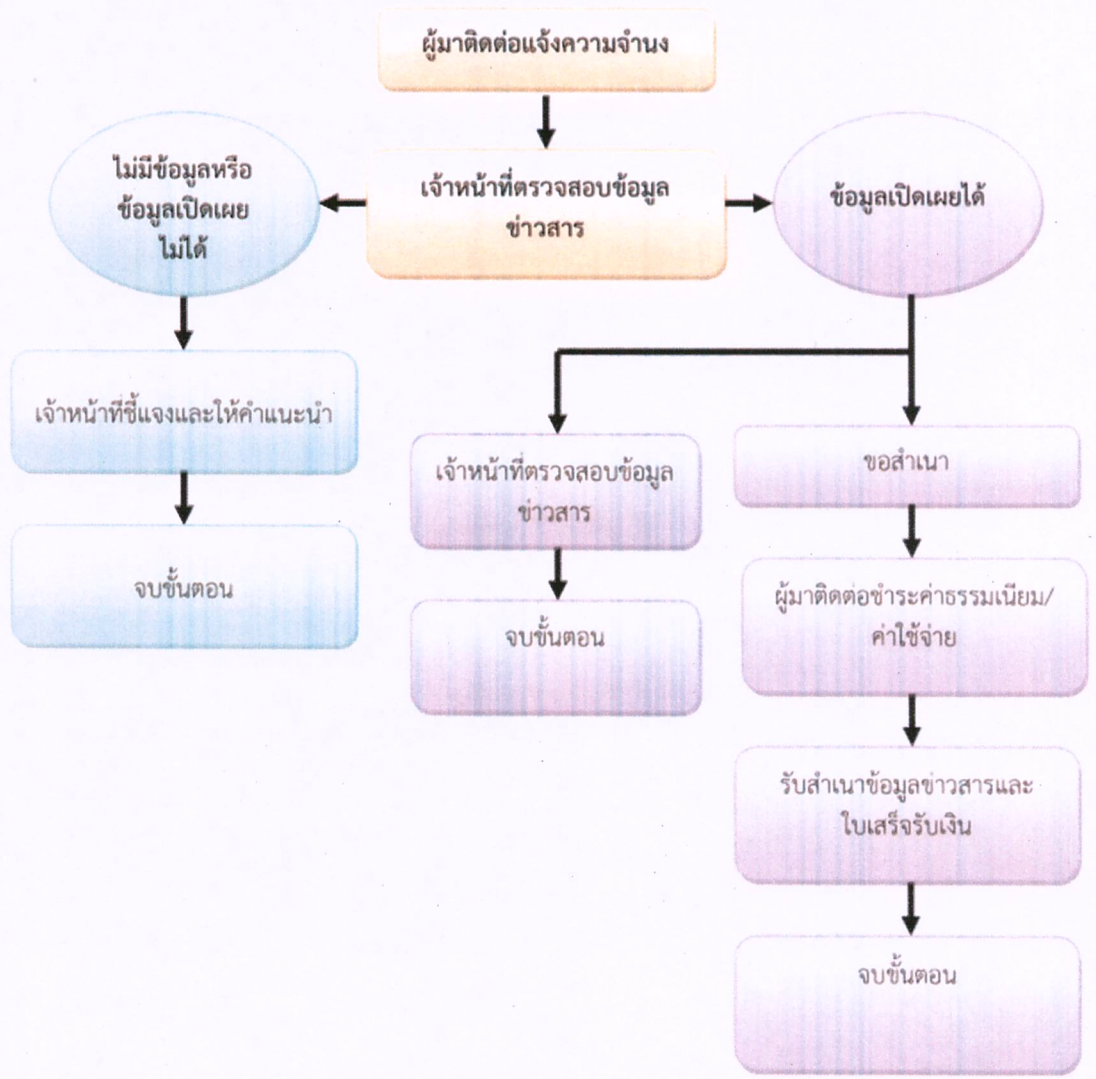 ผู้มาติดต่อแจ้งความจำนง
ไม่มีข้อมูลหรือ
ข้อมูลเปิดเผย
ไม่ได้
เจ้าหน้าที่ตรวจสอบข้อมูล
ข่าวสาร
ข้อมูลเปิดเผยได้
เจ้าหน้าที่ชี้แจงและให้คำแนะนำ
จบขั้นตอน
เจ้าหน้าที่ตรวจสอบข้อมูล
ข่าวสาร
จบขั้นตอน
ขอสำเนา
ผู้มาติดต่อชำระค่าธรรมเนียม/
ค่าใช้จ่าย
รับสำเนาข้อมูลข่าวสารและ
ใบเสร็จรับเงิน
จบขั้นตอน